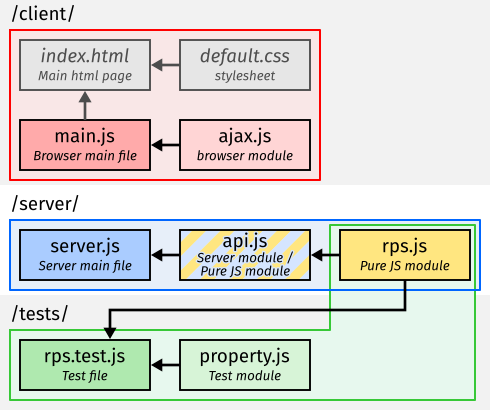 /client/
index.html
Main html page
default.css
stylesheet
main.js
Browser main file
ajax.js
browser module
/server/
server.js
Server main file
api.js
Server module /
Pure JS module
rps.js
Pure JS module
/tests/
rps.test.js
Test file
property.js
Test module